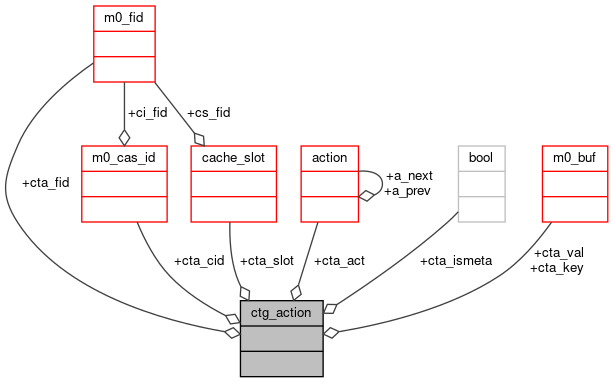 m0_fid
+ci_fid
+cs_fid
m0_cas_id
cache_slot
action
bool
m0_buf
+cta_fid
+a_next
+a_prev
+cta_cid
+cta_slot
+cta_act
+cta_ismeta
+cta_val
+cta_key
ctg_action